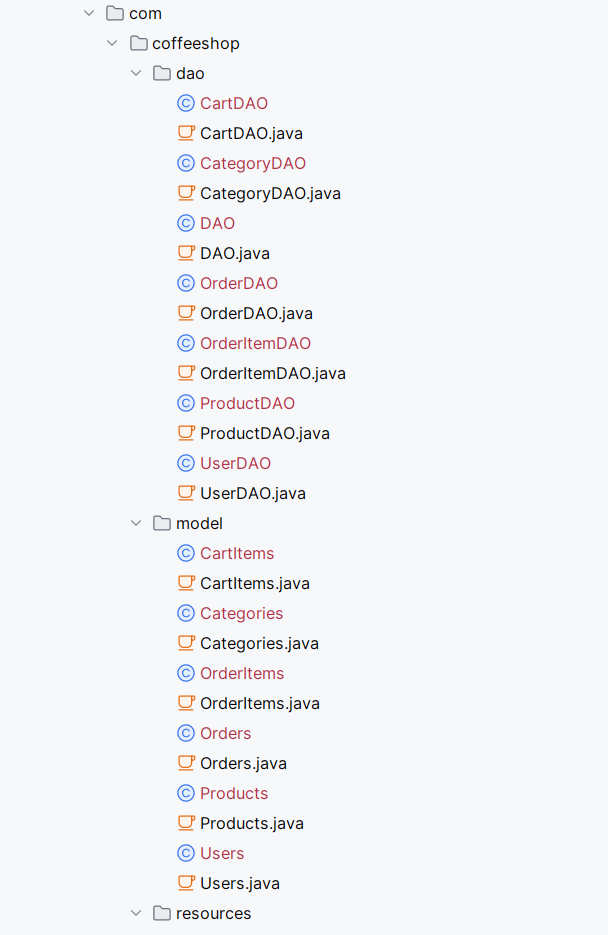 com
coffeeshop
dao
CartDAO
CartDAO.java
CategoryDAO
CategoryDAO.java
DAO
DAO.java
OrderDAO
OrderDAO.java
OrderItemDAO
OrderItemDAO.java
ProductDAO
ProductDAO.java
UserDAO
UserDAO.java
model
CartItems
CartItems.java
Categories
Categories.java
OrderItems
OrderItems.java
Orders
Orders.java
Products
Products.java
Users
Users.java
resources